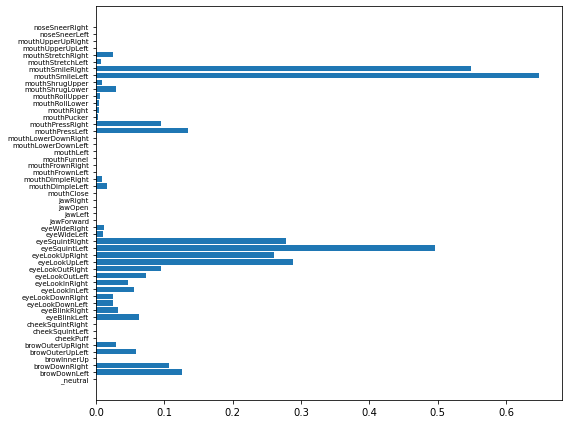 noseSneerRight
noseSneerLeft
mouthUpperUpRight
mouthUpperUpLeft
mouthStretchRight
mouthStretchLeft
mouthSmileRight
mouthSmileLeft
mouthShrugUpper
mouthShrugLower
mouthRollUpper
mouthRollLower
mouthRight
mouthPucker
mouthPressRight
mouthPressLeft
mouthLowerDownRight
mouthLowerDownLeft
mouthLeft
mouthFunnel
mouthFrownRight
mouthFrownLeft
mouthDimpleRight
mouthDimpleLeft
mouthClose
jawRight
jawOpen
jawLeft
jawForward
eyeWideRight
eyeWideLeft
eyeSquintRight
eyeSquintLeft
eyeLookUpRight
eyeLookUpLeft
eyeLookOutRight
eyeLookOutLeft
eyeLookInRight
eyeLookInLeft
eyeLookDownRight
eyeLookDownLeft
eyeBlinkRight
eyeBlinkLeft
cheekSquintRight
cheekSquintLeft
cheekPuff
browOuterUpRight
browOuterUpLeft
browInnerUp
browDownRight
browDownLeft
_neutral
0.0 0.1 0.2 0.3 0.4 0.5 0.6